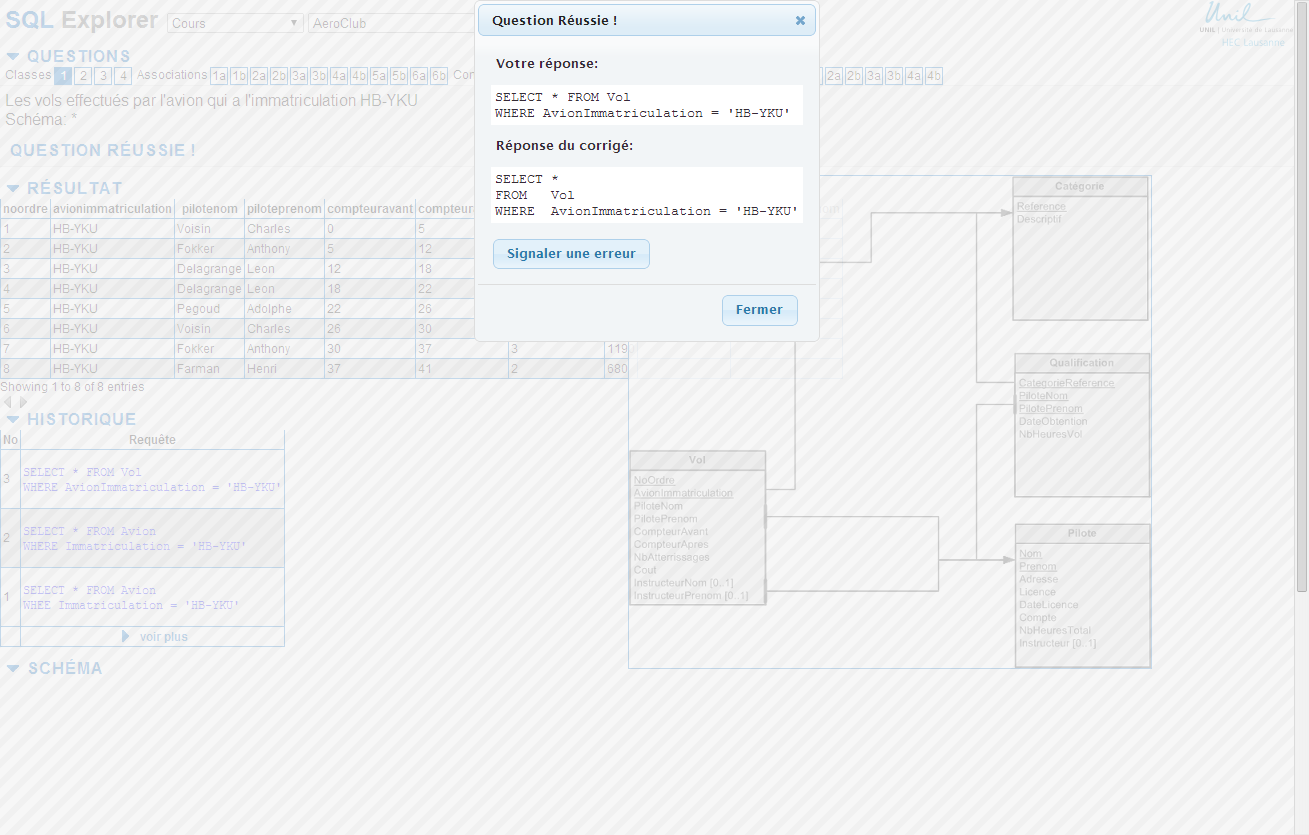 SQL Explorer Cours AeroClub
Unil
UNIL | Université de Lausanne
HEC Lausanne
QUESTIONS
Classes 1 2 3 4 Associations 1a 1b 2a 2b 3a 3b 4a 4b 5a 5b 6a 6b Con 2a 2b 3a 3b 4a 4b
Les vols effectués par l'avion qui a l'immatriculation HB-YKU
Schéma: *
QUESTION RÉUSSIE !
Question Réussie !
Votre réponse:
SELECT * FROM Vol
WHERE AvionImmatriculation = 'HB-YKU'
Réponse du corrigé:
SELECT *
FROM Vol
WHERE AvionImmatriculation = 'HB-YKU'
Signaler une erreur
Fermer
RÉSULTAT
noordre avionimmatriculation pilotenom piloteprenom compteuravant compteur
1 HB-YKU Voisin Charles 0 5
2 HB-YKU Fokker Anthony 5 12
3 HB-YKU Delagrange Leon 12 18
4 HB-YKU Delagrange Leon 18 22
5 HB-YKU Pegoud Adolphe 22 26
6 HB-YKU Voisin Charles 26 30
7 HB-YKU Fokker Anthony 30 37 3 119
8 HB-YKU Farman Henri 37 41 2 680
Showing 1 to 8 of 8 entries
HISTORIQUE
No Requête
3
SELECT * FROM Vol
WHERE AvionImmatriculation = 'HB-YKU'
2
SELECT * FROM Avion
WHERE Immatriculation = 'HB-YKU'
1
SELECT * FROM Avion
WHEE Immatriculation = 'HB-YKU'
voir plus
SCHÉMA
Catégorie
Reference
Descriptif
Qualification
CategorieReference
PiloteNom
PilotePrenom
DateObtention
NbHeuresVol
Vol
NoOrdre
AvionImmatriculation
PiloteNom
PilotePrenom
CompteurAvant
CompteurApres
NbAtterrissages
Cout
InstructeurNom [0..1]
InstructeurPrenom [0..1]
Pilote
Nom
Prenom
Adresse
Licence
DateLicence
Compte
NbHeuresTotal
Instructeur [0..1]